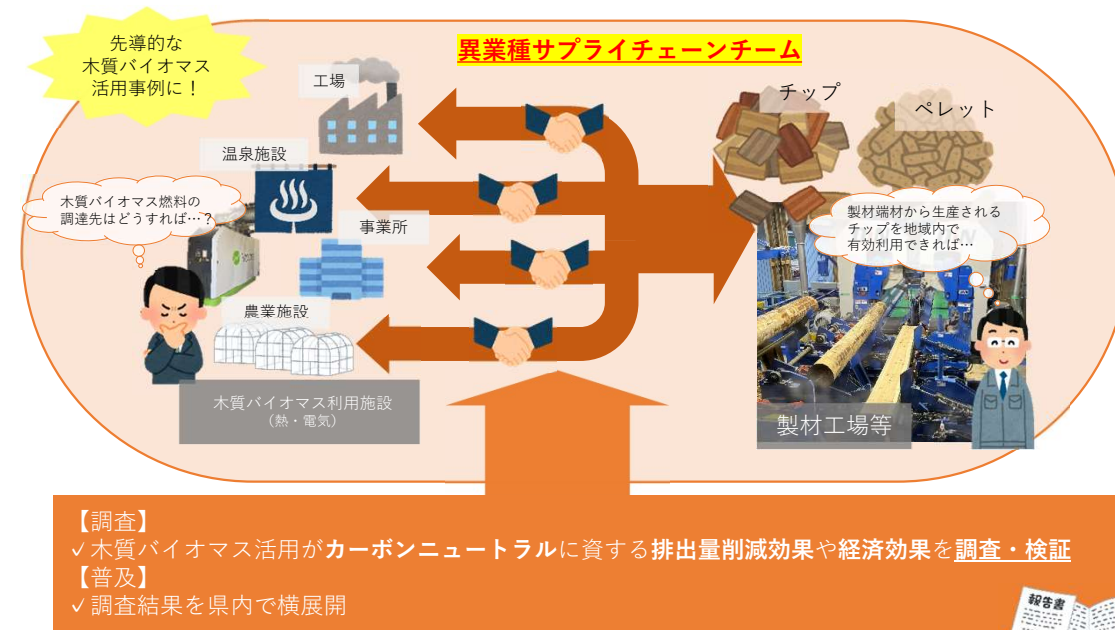 先導的な
木質バイオマス
活用事例に！
異業種サプライチェーンチーム
工場
チップ
ペレット
温泉施設
木質バイオマス燃料の
調達先はどうすれば…？
事業所
製材端材から生産される
チップを地域内で
有効利用できれば…
農業施設
木質バイオマス利用施設
（熱・電気）
製材工場等
【調査】
✓木質バイオマス活用がカーボンニュートラルに資する排出量削減効果や経済効果を調査・検証
【普及】
✓調査結果を県内で横展開
報告書